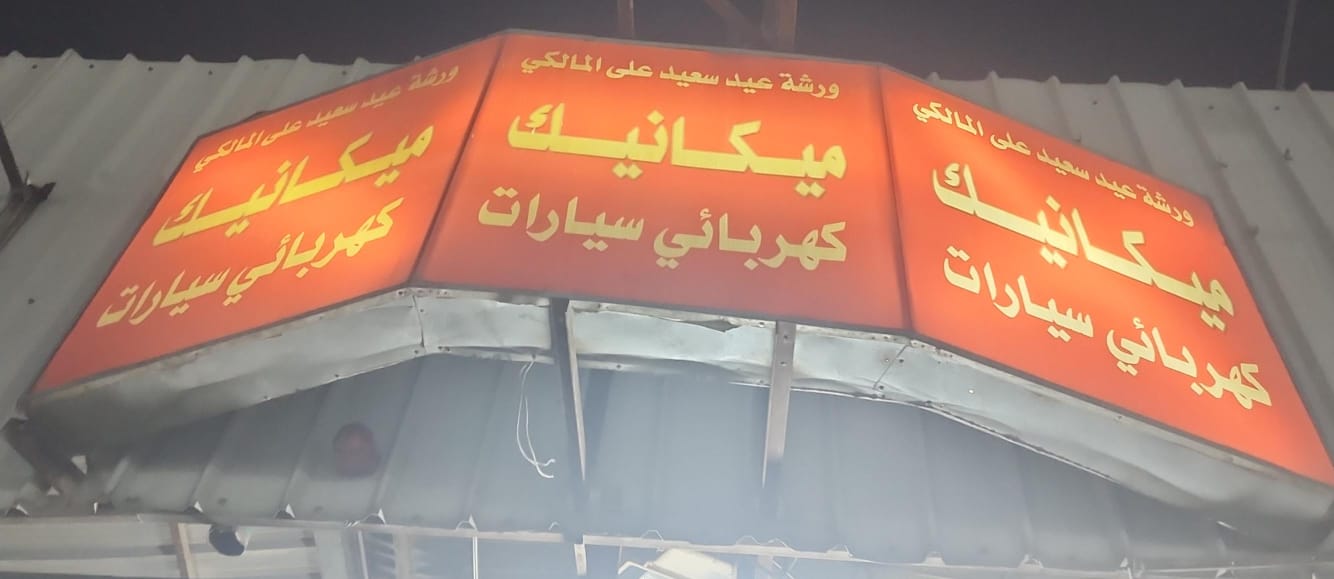 ورشة عيد سعيد على المالكي
ميكانيك
كهربائي سيارات
ورشة عيد سعيد على المالكي
ميكانيك
كهربائي سيارات
ورشة عيد سعيد على المالكي
ميكانيك
كهربائي سيارات